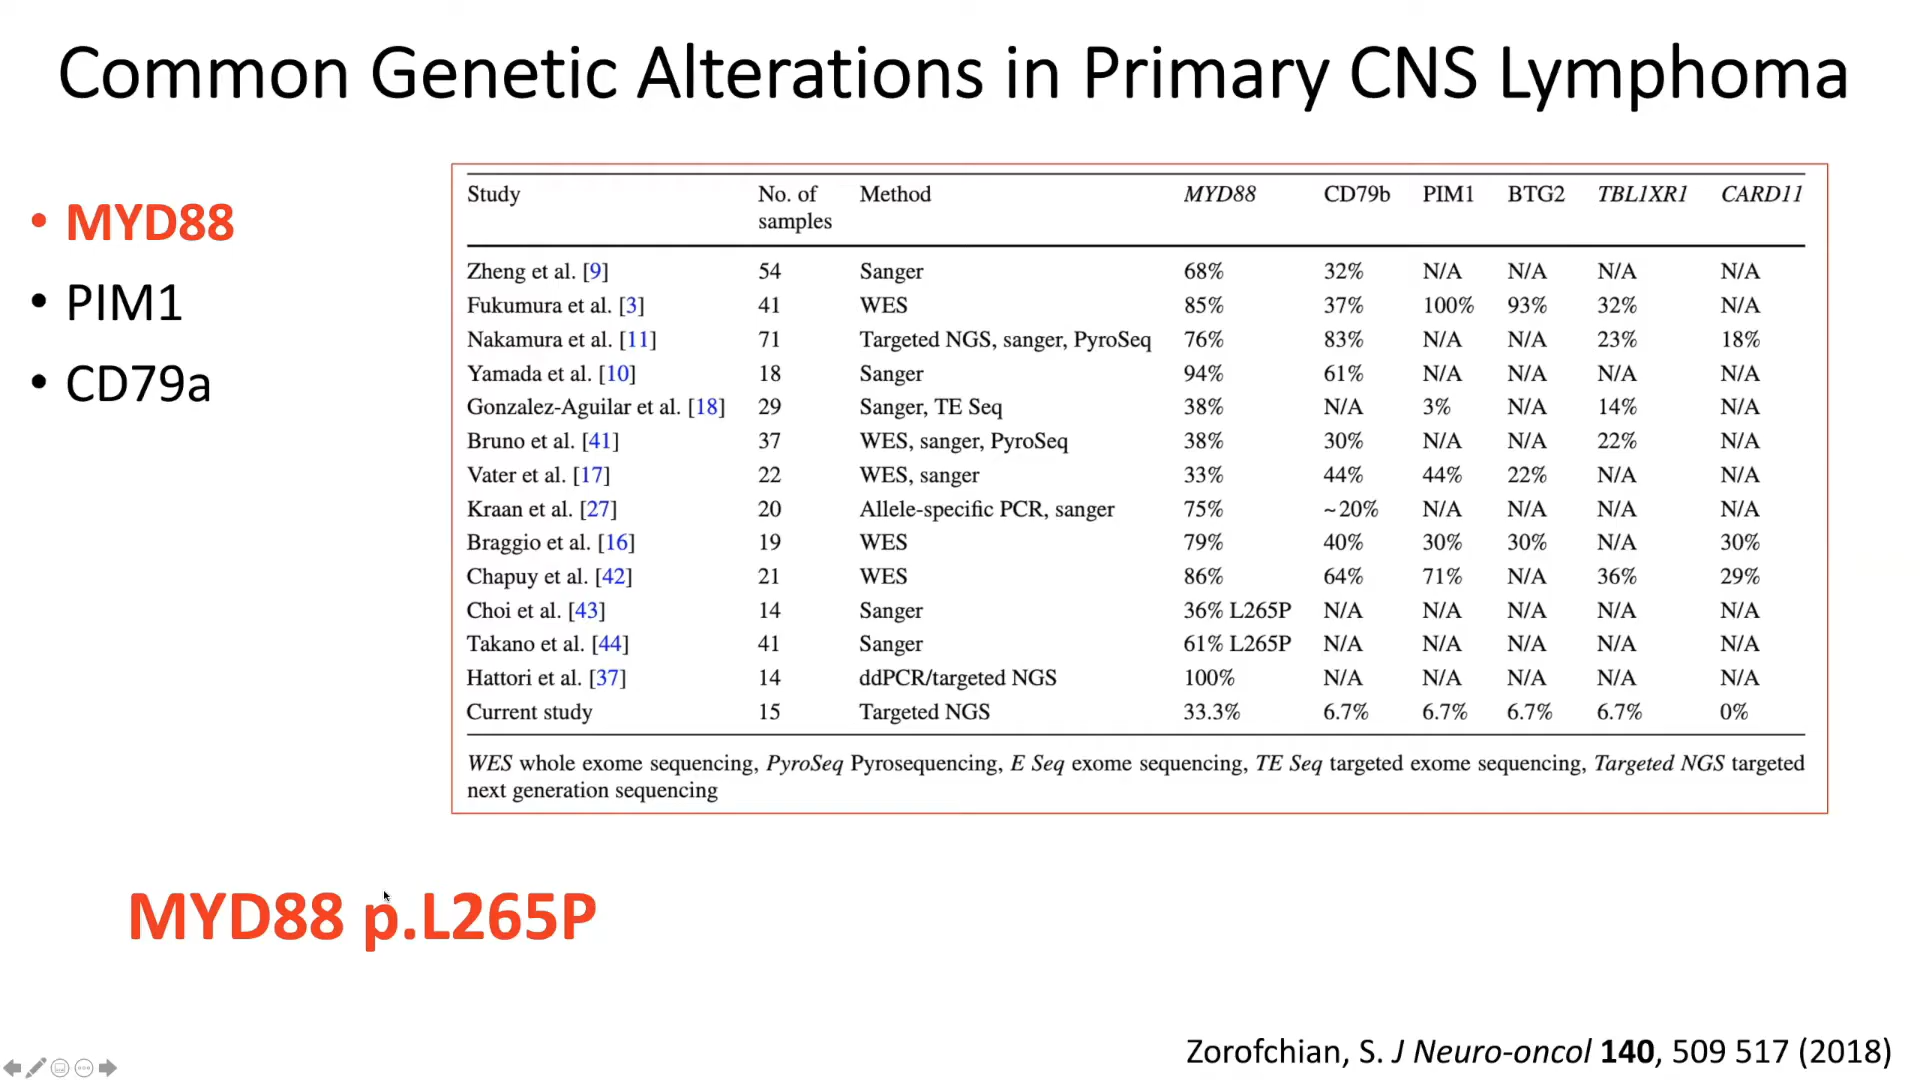 Common Genetic Alterations in Primary CNS Lymphoma
• MYD88
• PIM1
• CD79a
Study No. of samples Method MYD88 CD79b PIM1 BTG2 TBL1XR1 CARD11
Zheng et al. [9] 54 Sanger 68% 32% N/A N/A N/A N/A
Fukumura et al. [3] 41 WES 85% 37% 100% 93% 32% N/A
Nakamura et al. [11] 71 Targeted NGS, sanger, PyroSeq 76% 83% N/A N/A 23% 18%
Yamada et al. [10] 18 Sanger 94% 61% N/A N/A N/A N/A
Gonzalez-Aguilar et al. [18] 29 Sanger, TE Seq 38% N/A 3% N/A 14% N/A
Bruno et al. [41] 37 WES, sanger, PyroSeq 38% 30% N/A N/A 22% N/A
Vater et al. [17] 22 WES, sanger 33% 44% 44% 22% N/A N/A
Kraan et al. [27] 20 Allele-specific PCR, sanger 75% ~20% N/A N/A N/A N/A
Braggio et al. [16] 19 WES 79% 40% 30% 30% N/A 30%
Chapuy et al. [42] 21 WES 86% 64% 71% N/A 36% 29%
Choi et al. [43] 14 Sanger 36% L265P N/A N/A N/A N/A N/A
Takano et al. [44] 41 Sanger 61% L265P N/A N/A N/A N/A N/A
Hattori et al. [37] 14 ddPCR/targeted NGS 100% N/A N/A N/A N/A N/A
Current study 15 Targeted NGS 33.3% 6.7% 6.7% 6.7% 6.7% 0%
WES whole exome sequencing, PyroSeq Pyrosequencing, E Seq exome sequencing, TE Seq targeted exome sequencing, Targeted NGS targeted
next generation sequencing
MYD88 p.L265P
Zorofchian, S. J Neuro-oncol 140, 509 517 (2018)